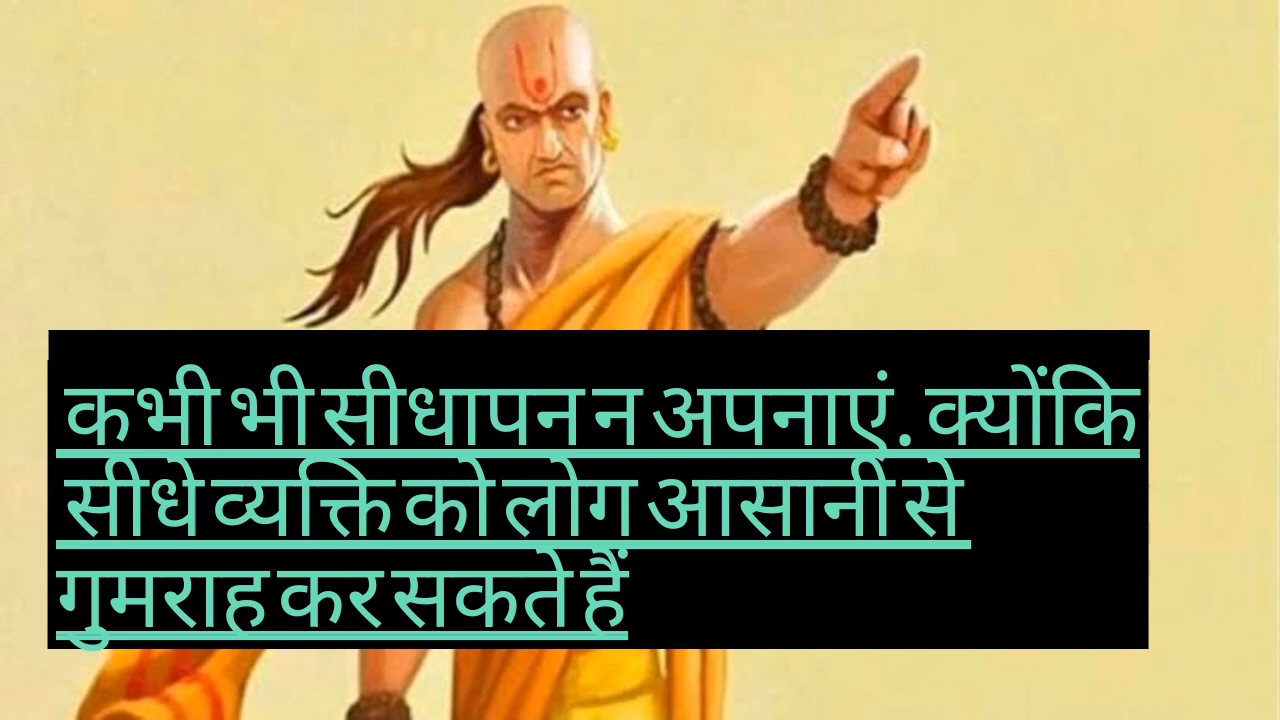 कभी भी सीधापन न अपनाएं. क्योंकि
सीधे व्यक्ति को लोग आसानी से
गुमराह कर सकते हैं